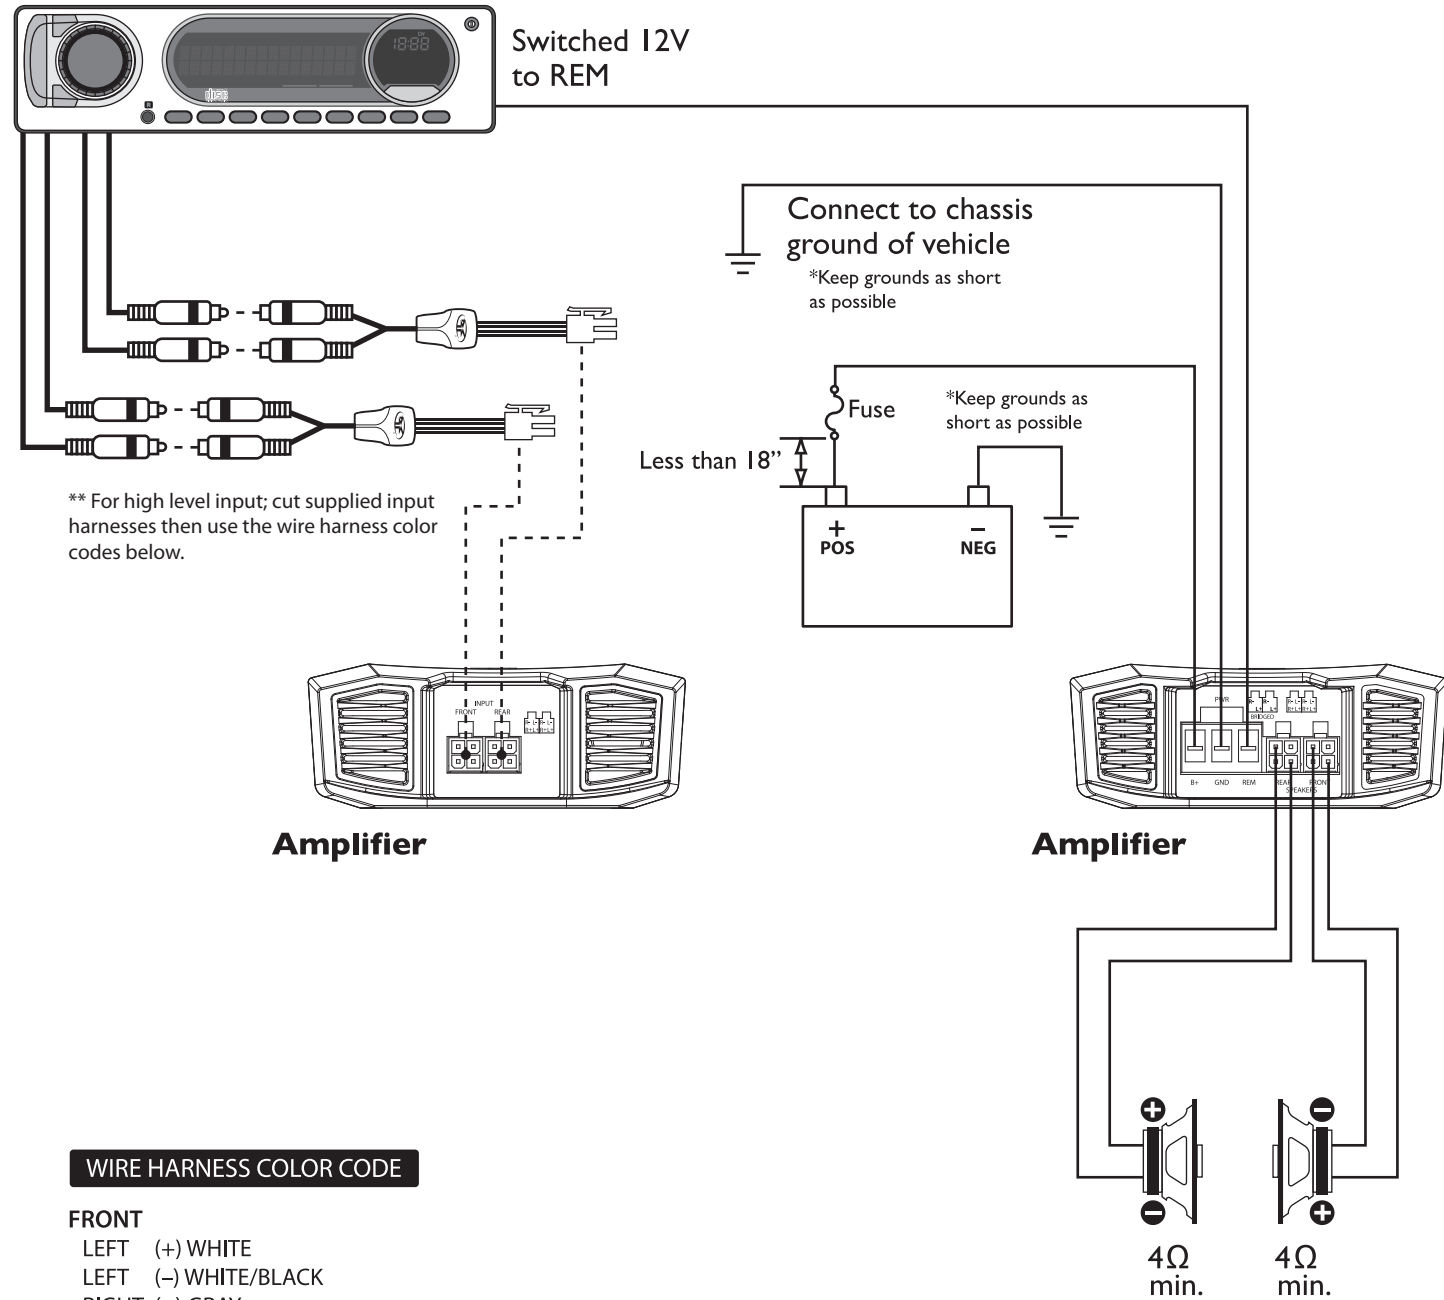 Switched 12V
to REM
disc
Connect to chassis
ground of vehicle
*Keep grounds as short
as possible
Fuse
*Keep grounds as
short as possible
Less than 18”
+
POS
–
NEG
** For high level input; cut supplied input
harnesses then use the wire harness color
codes below.
INPUT
FRONT REAR
R- L- R- L-
R+ L+ R+ L+
Amplifier
PWR
R- R- R- L- R- L-
L+ L+ R+ L+ R+ L+
BRIDGED
B+ GND REM REAR FRONT
SPEAKERS
Amplifier
WIRE HARNESS COLOR CODE
FRONT
LEFT (+) WHITE
LEFT (–) WHITE/BLACK
RIGHT (+) GRAY
+ –
– +
4Ω 4Ω
min. min.